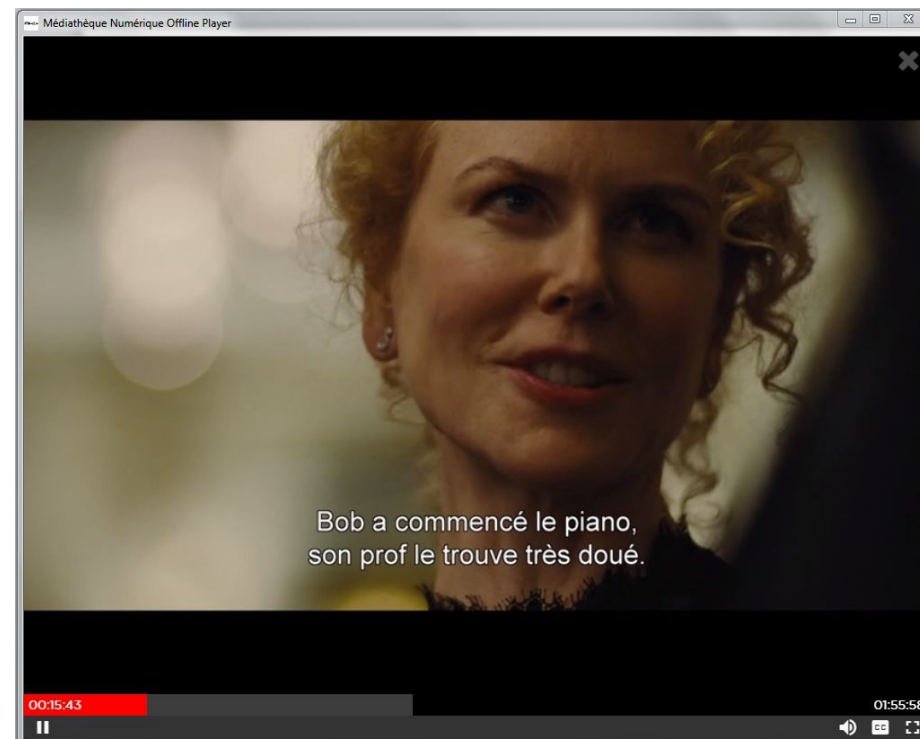 Médiathèque Numérique Offline Player
Bob a commencé le piano,
son prof le trouve très doué.
00:15:43
01:55:58
CC